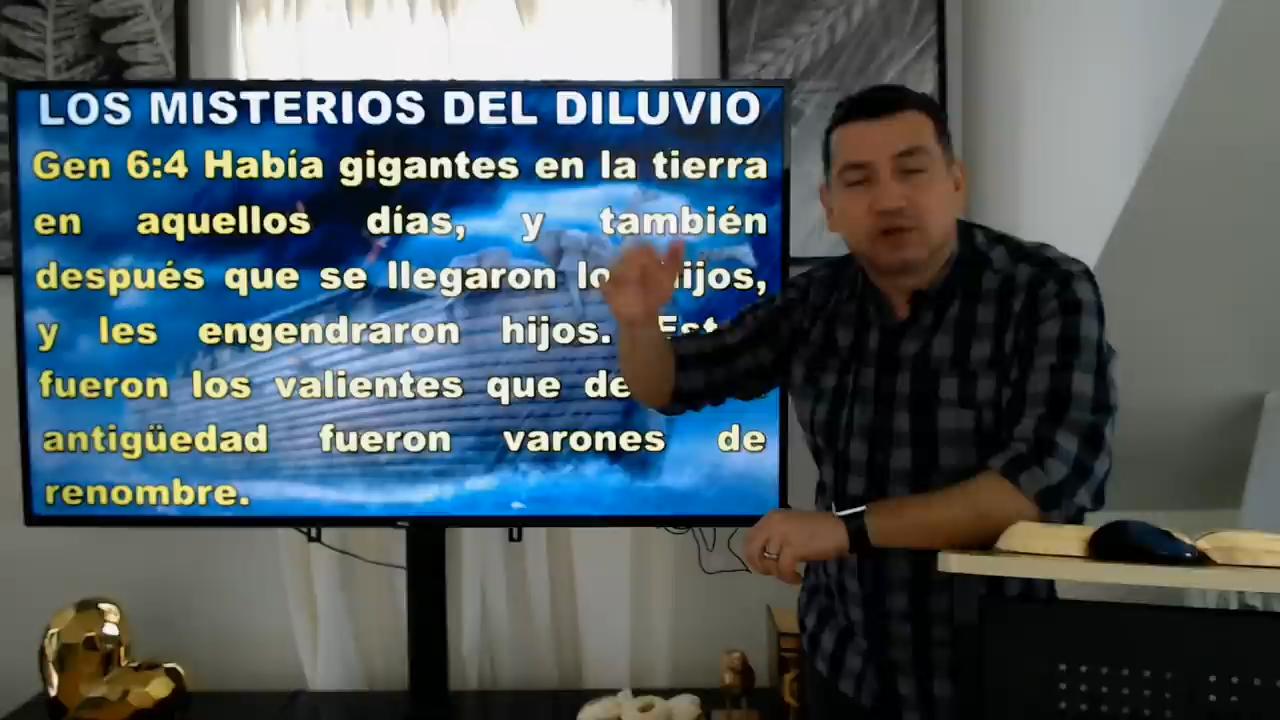 LOS MISTERIOS DEL DILUVIO
Gen 6:4 Había gigantes en la tierra
en aquellos días, y también
después que se llegaron
y les engendraron hijos.
fueron los valientes que
antigüedad fueron varones de
renombre.